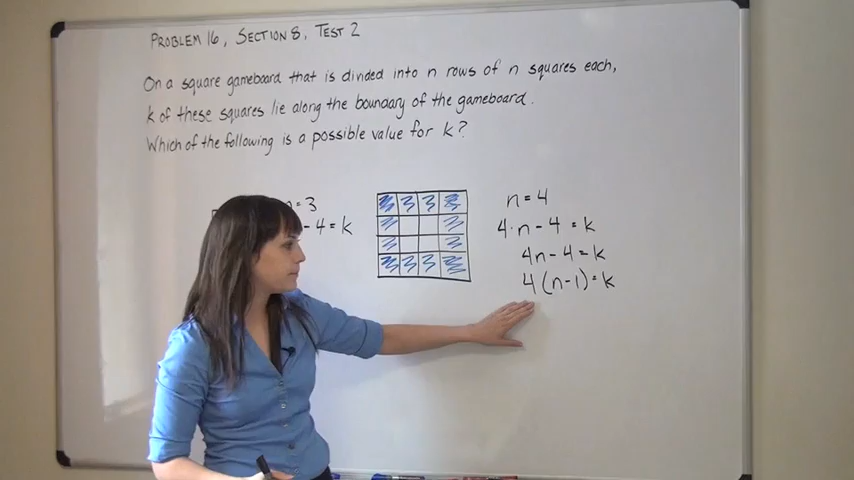 PROBLEM 16, SECTION 8, TEST 2
On a square gameboard that is divided into n rows of n squares each,
k of these squares lie along the boundary of the gameboard.
Which of the following is a possible value for k?
= 3
- 4 = k
n = 4
4·n - 4 = k
4n - 4 = k
4(n-1) = k